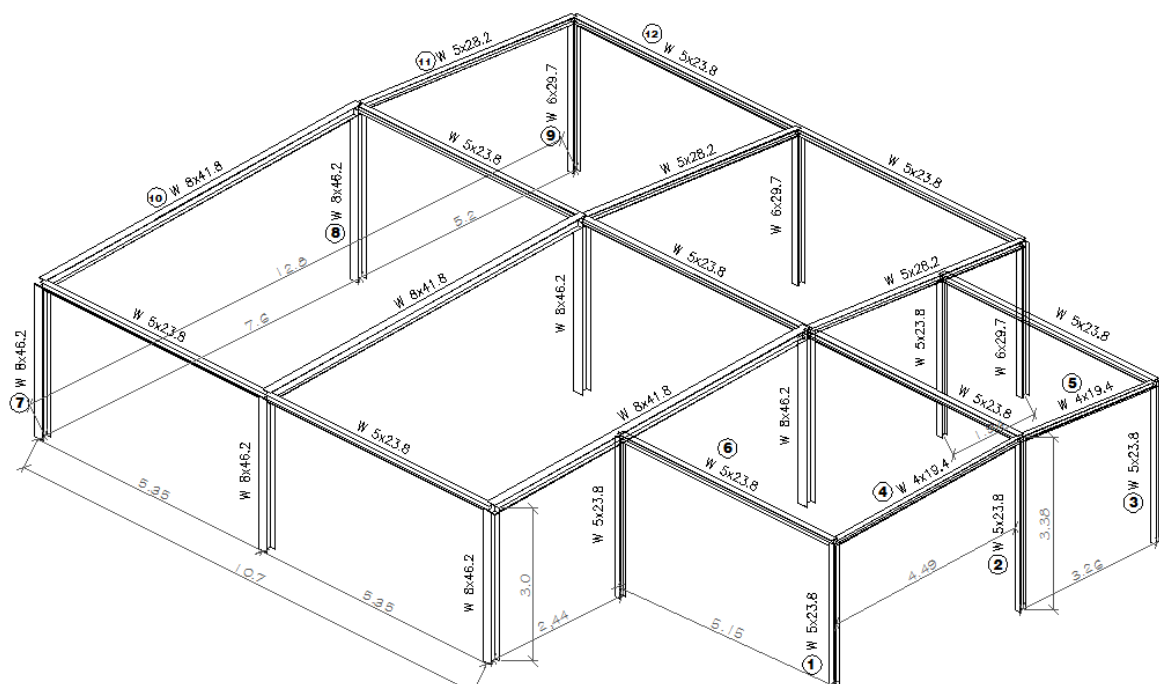 12
W 5x23.8
11
W 5x28.2
W 6x29.7
9
W 5x23.8
W 5x28.2
W 5x23.8
10
W 8x41.8
W 8x46.2
8
5.2
12.8
7.6
W 6x29.7
W 5x23.8
W 5x28.2
W 8x41.8
W 8x46.2
W 5x23.8
W 6x29.7
W 5x23.8
W 5x23.8
W 8x46.2
7
W 8x41.8
W 8x46.2
W 5x23.8
5
W 4x19.4
6
W 5x23.8
4
W 4x19.4
W 5x23.8
W 5x23.8
3
W 8x46.2
5.35
W 5x23.8
W 5x23.8
2
4.49
3.38
3.26
10.7
5.35
W 8x46.2
3.0
2.44
5.15
W 5x23.8
1